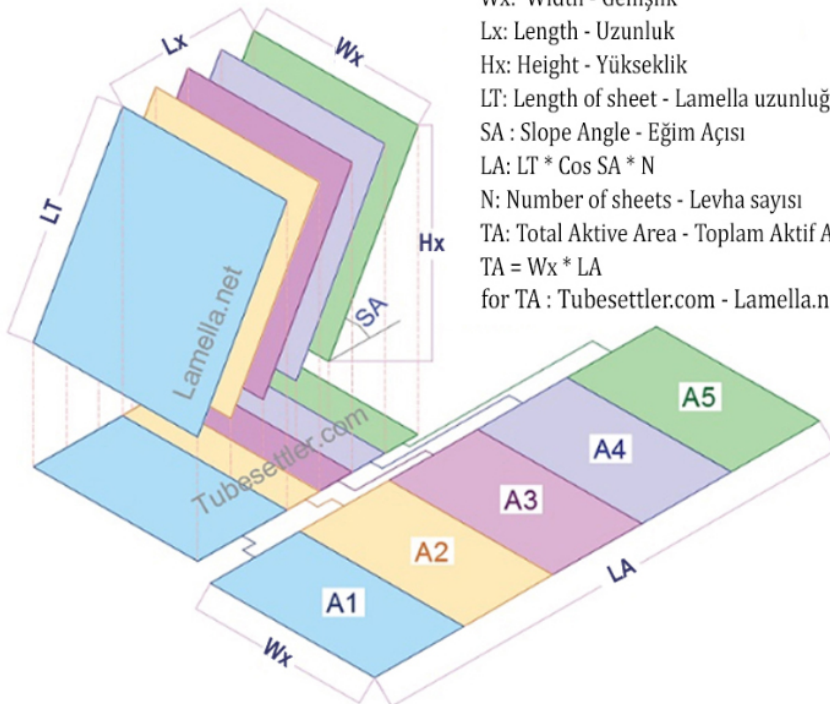 Wx: Width - Genişlik
Lx: Length - Uzunluk
Hx: Height - Yükseklik
LT: Length of sheet - Lamella uzunluğ
SA : Slope Angle - Eğim Açısı
LA: LT * Cos SA * N
N: Number of sheets - Levha sayısı
TA: Total Aktive Area - Toplam Aktif A
TA = Wx * LA
for TA : Tubesettler.com - Lamella.n
Lx
Wx
LT
Hx
SA
Lamella.net
Tubesettler.com
A5
A4
A3
A2
A1
LA
Wx